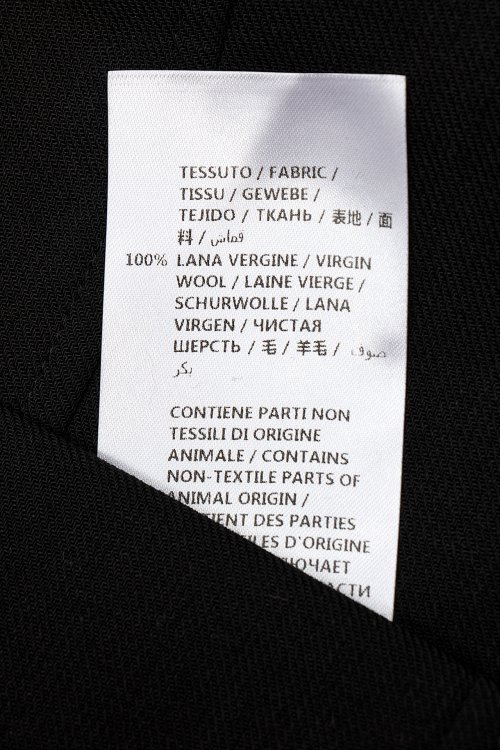 TESSUTO / FABRIC /
TISSU / GEWEBE /
TEJIDO / ТКАНЬ / 表地 / 面
料 / قماش
100% LANA VERGINE / VIRGIN
WOOL / LAINE VIERGE /
SCHURWOLLE / LANA
VIRGEN / ЧИСТАЯ
ШЕРСТЬ / 毛 / 羊毛 / صوف
بكر
CONTIENE PARTI NON
TESSILI DI ORIGINE
ANIMALE / CONTAINS
NON-TEXTILE PARTS OF
ANIMAL ORIGIN /
DES PARTIES
D'ORIGINE